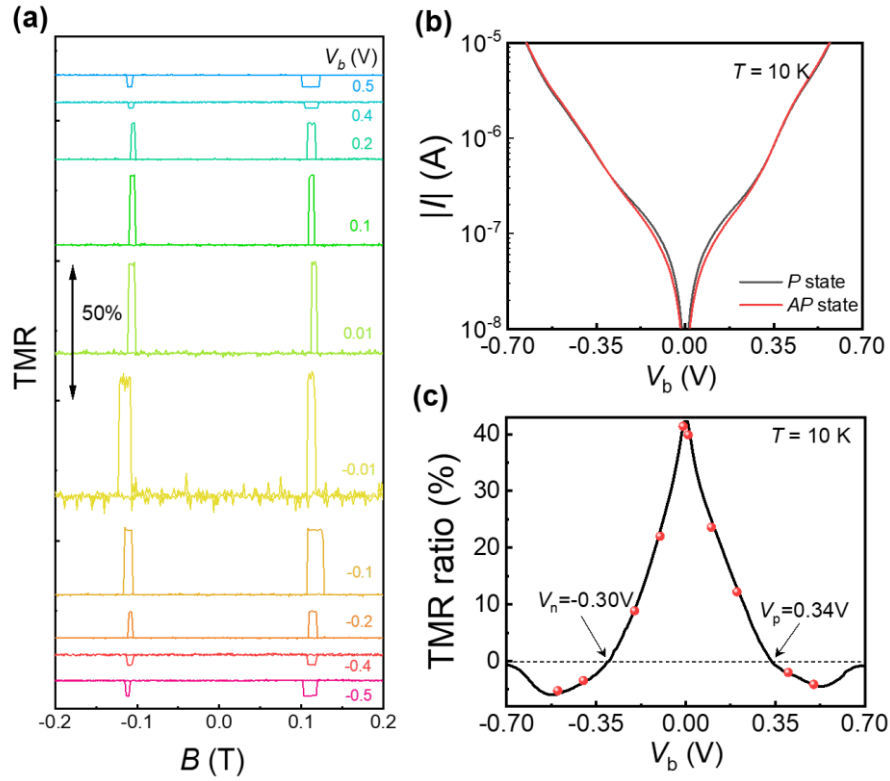 (a)
V_b (V)
0.5
0.4
0.2
0.1
50%
0.01
-0.01
-0.1
-0.2
-0.4
-0.5
TMR
-0.2 -0.1 0.0 0.1 0.2
B (T)
(b)
10⁻⁵
T = 10 K
10⁻⁶
|I| (A)
10⁻⁷
P state
AP state
10⁻⁸
-0.70 -0.35 0.00 0.35 0.70
V_b (V)
(c)
40
T = 10 K
30
TMR ratio (%)
20
10
V_n=-0.30V
V_p=0.34V
0
-0.70 -0.35 0.00 0.35 0.70
V_b (V)